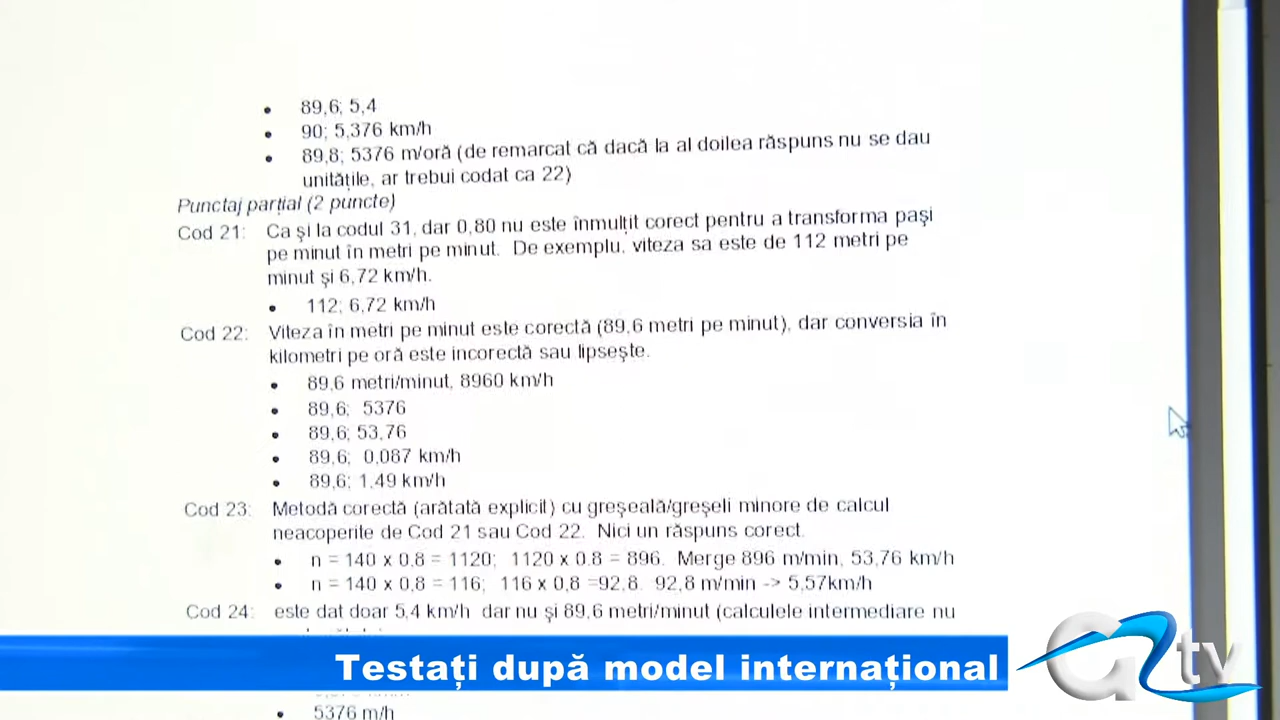 • 89,6; 5,4
• 90; 5,376 km/h
• 89,8; 5376 m/oră (de remarcat că dacă la al doilea răspuns nu se dau
unitățile, ar trebui codat ca 22)
Punctaj parțial (2 puncte)
Cod 21: Ca şi la codul 31, dar 0,80 nu este înmulțit corect pentru a transforma paşi
pe minut în metri pe minut. De exemplu, viteza sa este de 112 metri pe
minut şi 6,72 km/h.
• 112; 6,72 km/h
Cod 22: Viteza în metri pe minut este corectă (89,6 metri pe minut), dar conversia în
kilometri pe oră este incorectă sau lipseşte.
• 89,6 metri/minut, 8960 km/h
• 89,6; 5376
• 89,6; 53,76
• 89,6; 0,087 km/h
• 89,6; 1,49 km/h
Cod 23: Metodă corectă (arătată explicit) cu greşeală/greşeli minore de calcul
neacoperite de Cod 21 sau Cod 22. Nici un răspuns corect.
• n = 140 x 0,8 = 1120; 1120 x 0.8 = 896. Merge 896 m/min, 53,76 km/h
• n = 140 x 0,8 = 116; 116 x 0,8 =92,8. 92,8 m/min -> 5,57km/h
Cod 24: este dat doar 5,4 km/h dar nu şi 89,6 metri/minut (calculele intermediare nu
Testați după model internațional
tv
• 5376 m/h